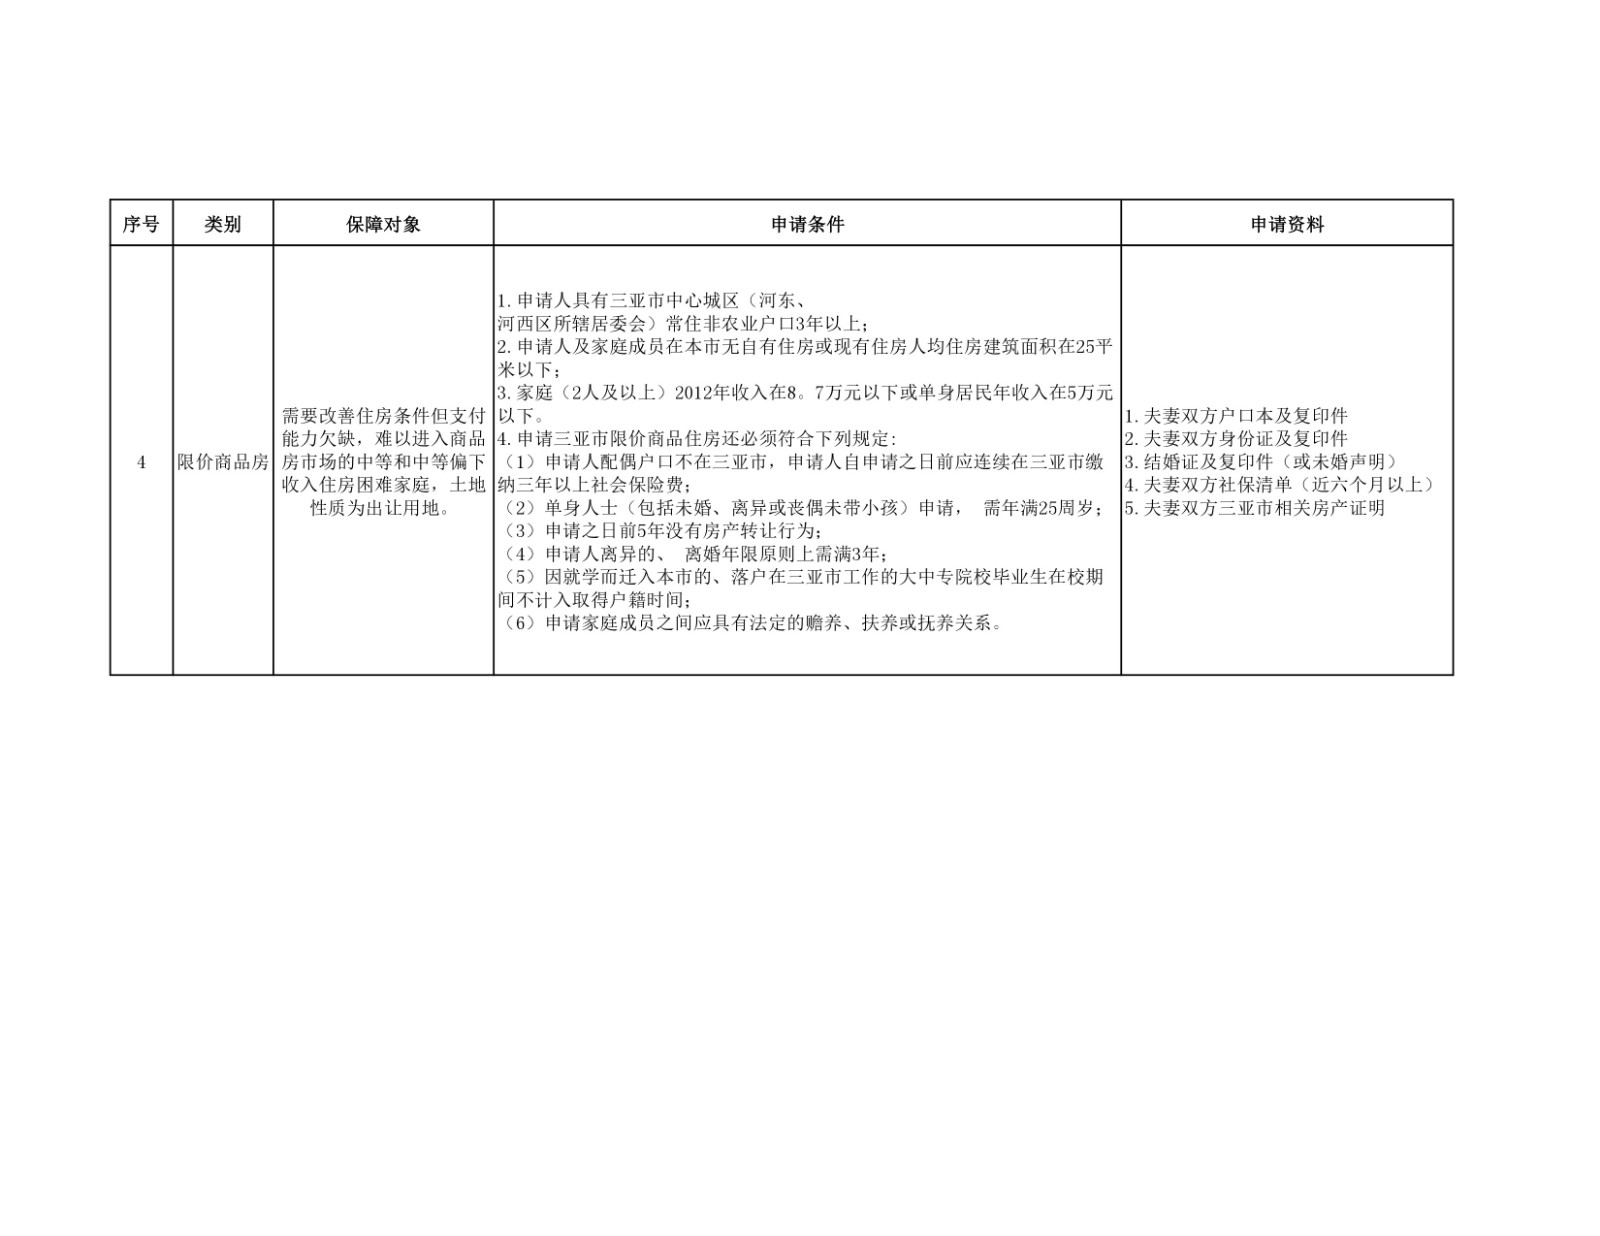 序号 类别 保障对象 申请条件 申请资料
4
限价商品房
需要改善住房条件但支付
能力欠缺，难以进入商品
房市场的中等和中等偏下
收入住房困难家庭，土地
性质为出让用地。
1.申请人具有三亚市中心城区（河东、
河西区所辖居委会）常住非农业户口3年以上；
2.申请人及家庭成员在本市无自有住房或现有住房人均住房建筑面积在25平
米以下；
3.家庭（2人及以上）2012年收入在8。7万元以下或单身居民年收入在5万元
以下。
4.申请三亚市限价商品住房还必须符合下列规定：
（1）申请人配偶户口不在三亚市，申请人自申请之日前应连续在三亚市缴
纳三年以上社会保险费；
（2）单身人士（包括未婚、离异或丧偶未带小孩）申请， 需年满25周岁；
（3）申请之日前5年没有房产转让行为；
（4）申请人离异的、 离婚年限原则上需满3年；
（5）因就学而迁入本市的、落户在三亚市工作的大中专院校毕业生在校期
间不计入取得户籍时间；
（6）申请家庭成员之间应具有法定的赡养、扶养或抚养关系。
1.夫妻双方户口本及复印件
2.夫妻双方身份证及复印件
3.结婚证及复印件（或未婚声明）
4.夫妻双方社保清单（近六个月以上）
5.夫妻双方三亚市相关房产证明